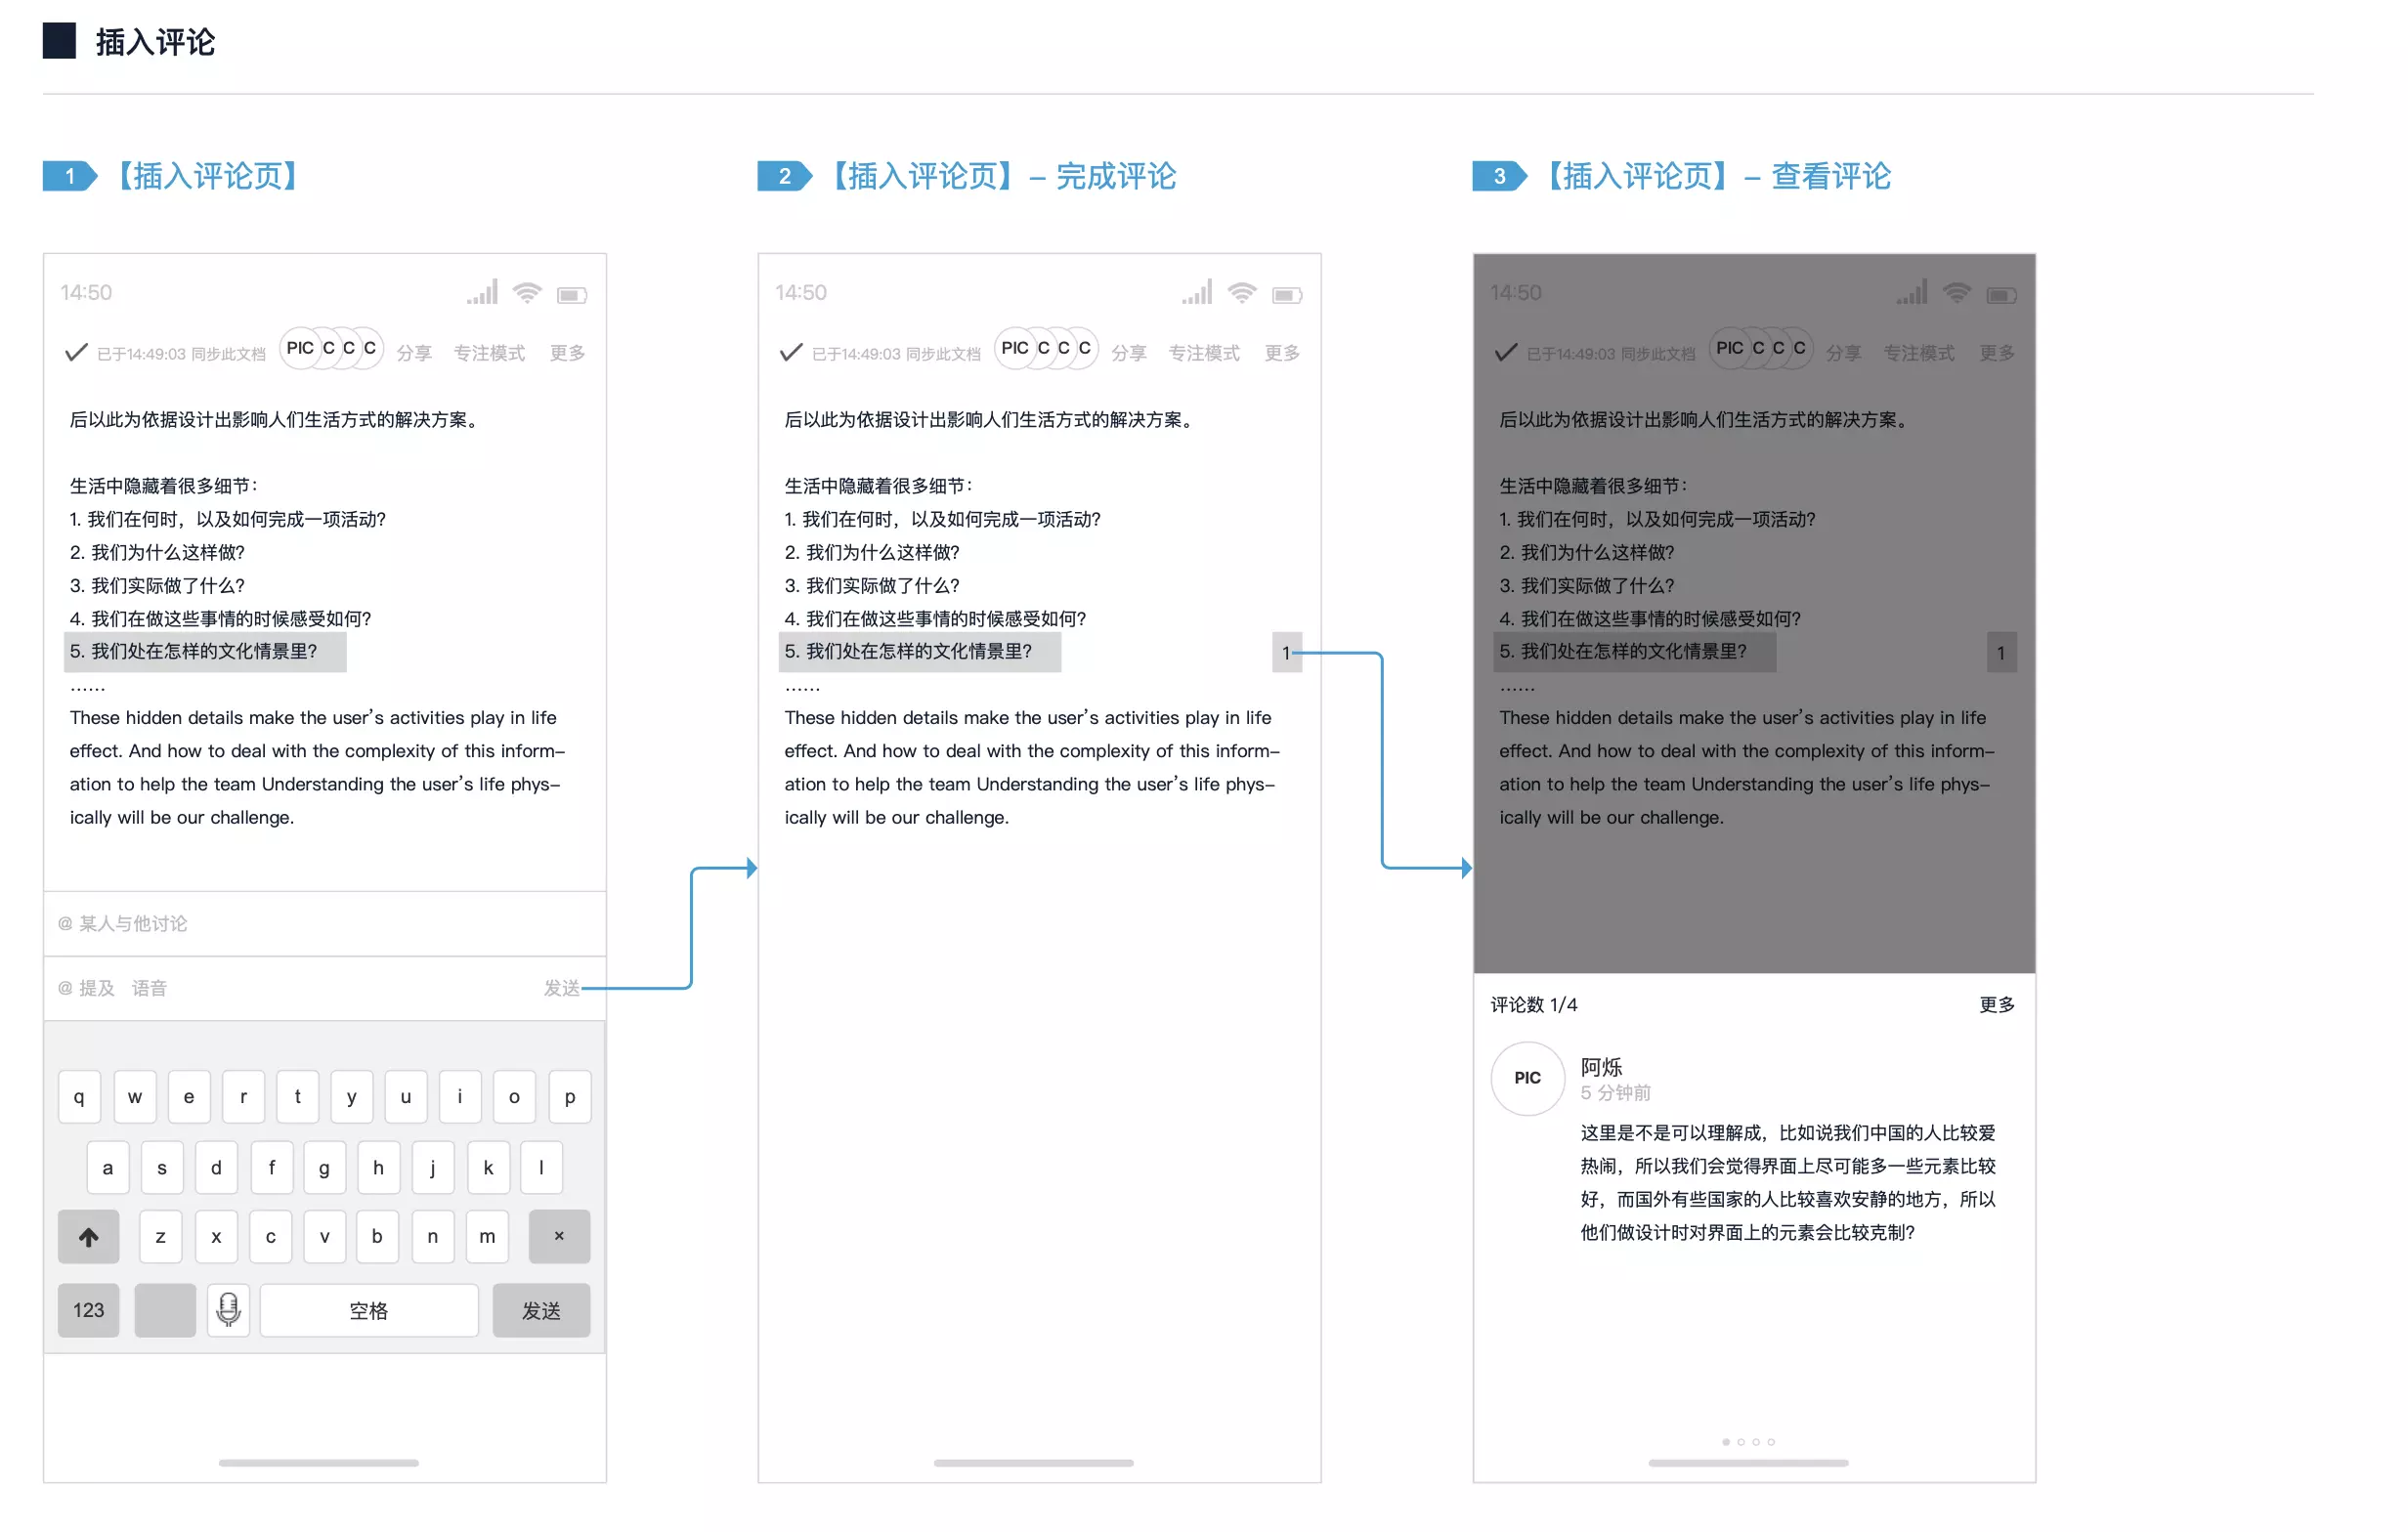 插入评论
1 【插入评论页】
14:50
已于14:49:03 同步此文档 PIC C C C 分享 专注模式 更多
后以此为依据设计出影响人们生活方式的解决方案。
生活中隐藏着很多细节：
1. 我们在何时，以及如何完成一项活动？
2. 我们为什么这样做？
3. 我们实际做了什么？
4. 我们在做这些事情的时候感受如何？
5. 我们处在怎样的文化情景里？
……
These hidden details make the user's activities play in life
effect. And how to deal with the complexity of this inform-
ation to help the team Understanding the user's life phys-
ically will be our challenge.
@ 某人与他讨论
@ 提及 语音 发送
q w e r t y u i o p
a s d f g h j k l
z x c v b n m ×
123 空格 发送
2 【插入评论页】- 完成评论
14:50
已于14:49:03 同步此文档 PIC C C C 分享 专注模式 更多
后以此为依据设计出影响人们生活方式的解决方案。
生活中隐藏着很多细节：
1. 我们在何时，以及如何完成一项活动？
2. 我们为什么这样做？
3. 我们实际做了什么？
4. 我们在做这些事情的时候感受如何？
5. 我们处在怎样的文化情景里？ 1
……
These hidden details make the user's activities play in life
effect. And how to deal with the complexity of this inform-
ation to help the team Understanding the user's life phys-
ically will be our challenge.
3 【插入评论页】- 查看评论
14:50
已于14:49:03 同步此文档 PIC C C C 分享 专注模式 更多
后以此为依据设计出影响人们生活方式的解决方案。
生活中隐藏着很多细节：
1. 我们在何时，以及如何完成一项活动？
2. 我们为什么这样做？
3. 我们实际做了什么？
4. 我们在做这些事情的时候感受如何？
5. 我们处在怎样的文化情景里？ 1
……
These hidden details make the user's activities play in life
effect. And how to deal with the complexity of this inform-
ation to help the team Understanding the user's life phys-
ically will be our challenge.
评论数 1/4 更多
PIC 阿烁
5 分钟前
这里是不是可以理解成，比如说我们中国的人比较爱
热闹，所以我们会觉得界面上尽可能多一些元素比较
好，而国外有些国家的人比较喜欢安静的地方，所以
他们做设计时对界面上的元素会比较克制？